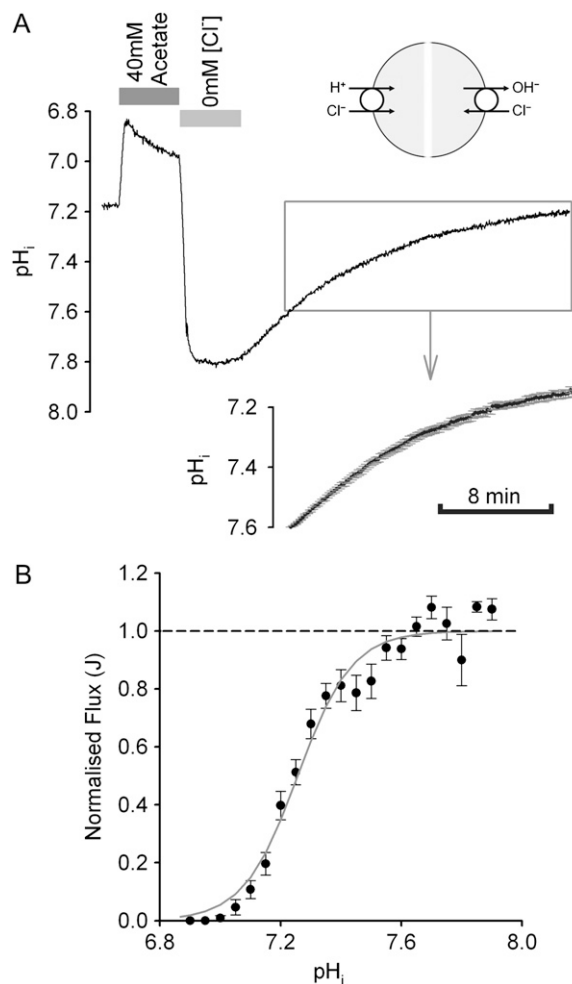 A
40mM
Acetate
0mM [Cl⁻]
H⁺
Cl⁻
OH⁻
Cl⁻
6.8
7.0
7.2
7.4
7.6
7.8
8.0
pHᵢ
7.2
7.4
7.6
pHᵢ
8 min
B
1.2
1.0
0.8
0.6
0.4
0.2
0.0
Normalised Flux (J)
6.8
7.2
7.6
8.0
pHᵢ